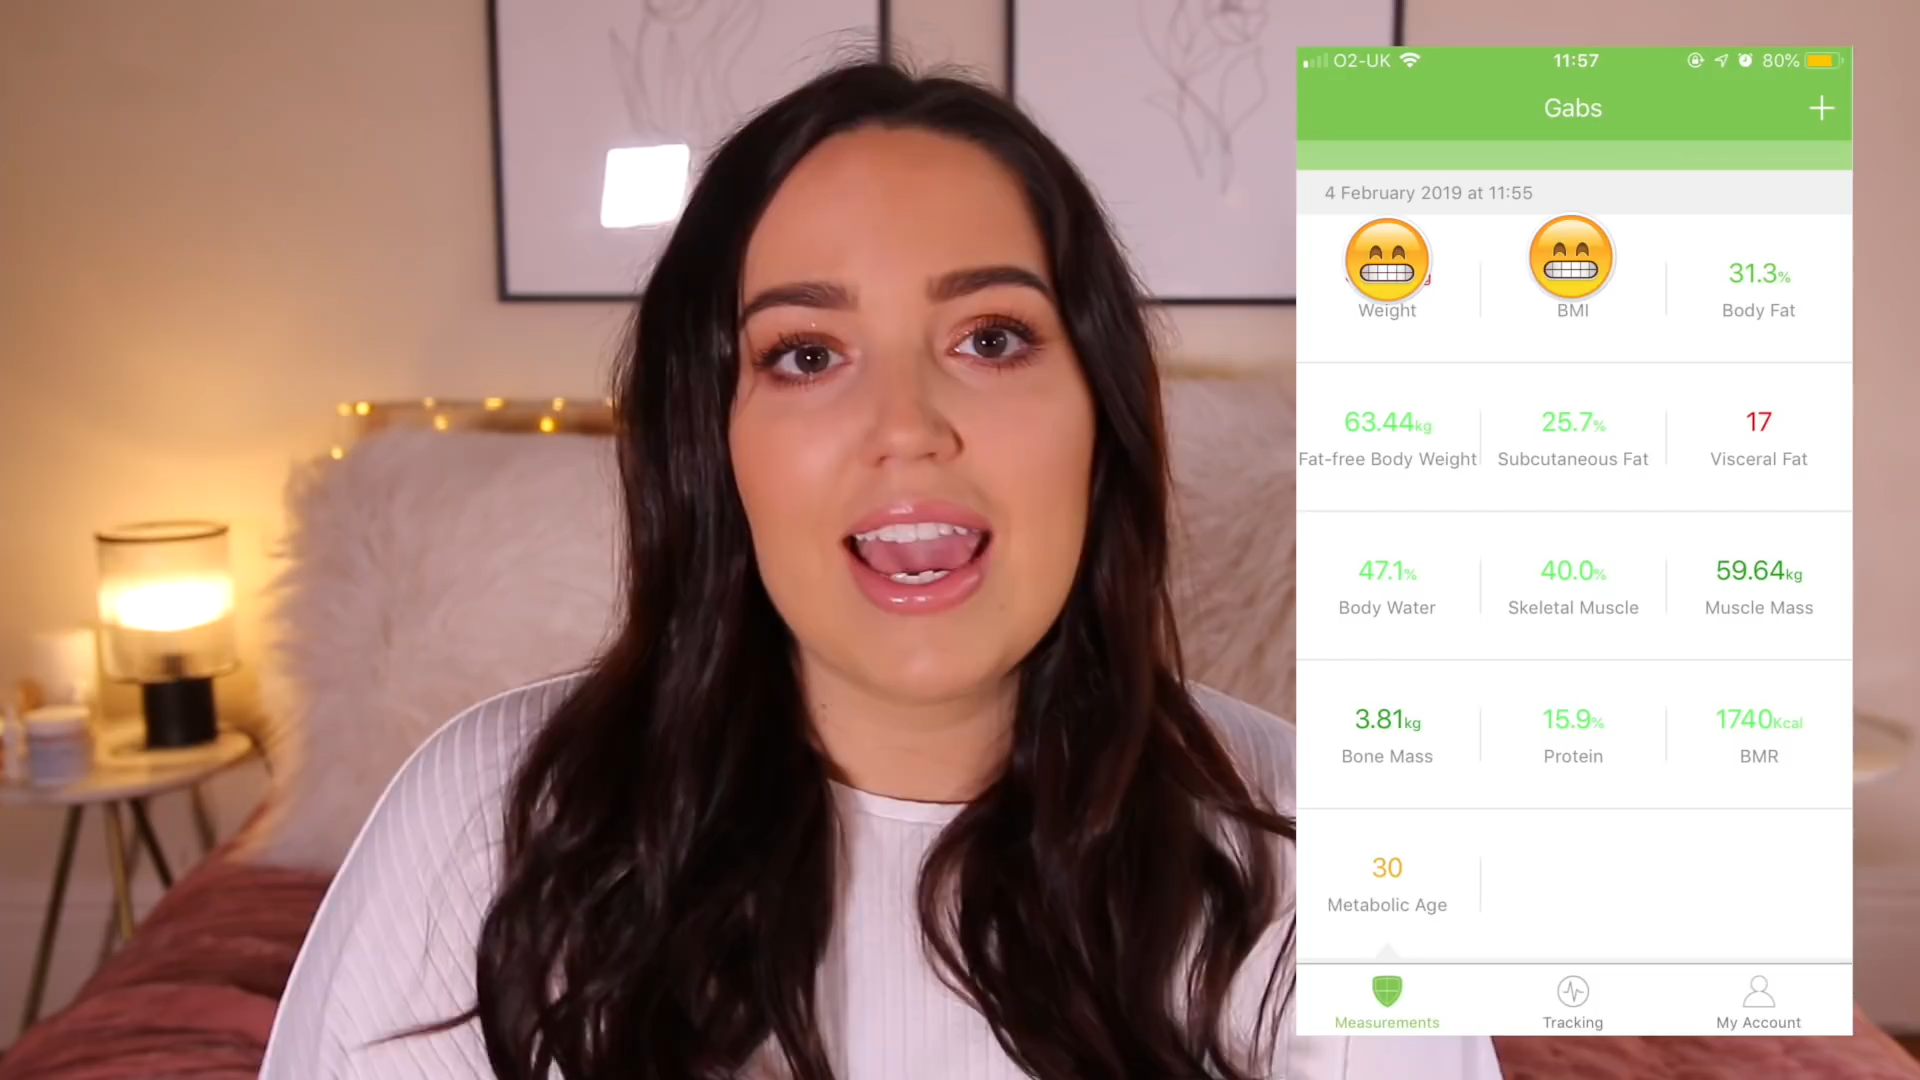 O2-UK 11:57 80%
Gabs
4 February 2019 at 11:55
31.3%
Weight BMI Body Fat
63.44kg 25.7% 17
Fat-free Body Weight Subcutaneous Fat Visceral Fat
47.1% 40.0% 59.64kg
Body Water Skeletal Muscle Muscle Mass
3.81kg 15.9% 1740Kcal
Bone Mass Protein BMR
30
Metabolic Age
Measurements Tracking My Account